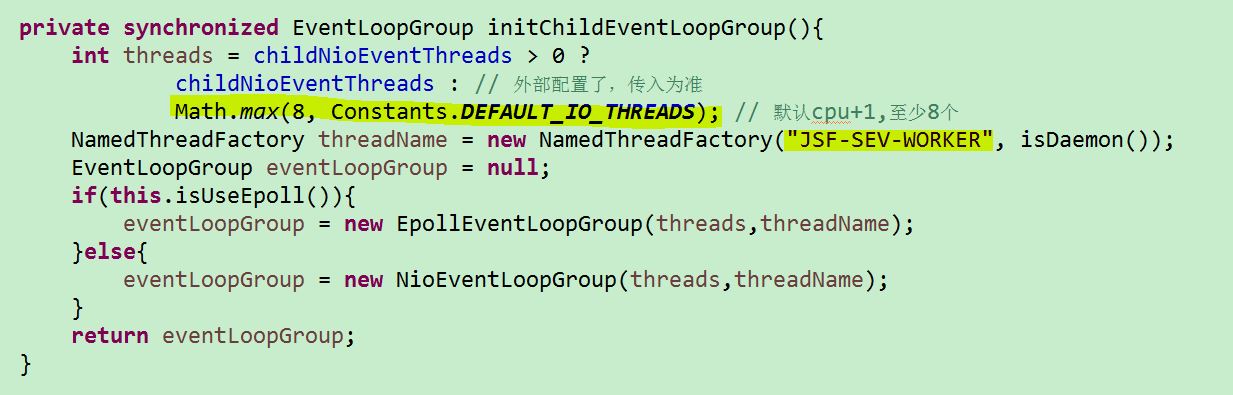 private synchronized EventLoopGroup initChildEventLoopGroup(){
    int threads = childNioEventThreads > 0 ?
            childNioEventThreads : // 外部配置了，传入为准
            Math.max(8, Constants.DEFAULT_IO_THREADS); // 默认cpu+1,至少8个
    NamedThreadFactory threadName = new NamedThreadFactory("JSF-SEV-WORKER", isDaemon());
    EventLoopGroup eventLoopGroup = null;
    if(this.isUseEpoll()){
        eventLoopGroup = new EpollEventLoopGroup(threads,threadName);
    }else{
        eventLoopGroup = new NioEventLoopGroup(threads,threadName);
    }
    return eventLoopGroup;
}